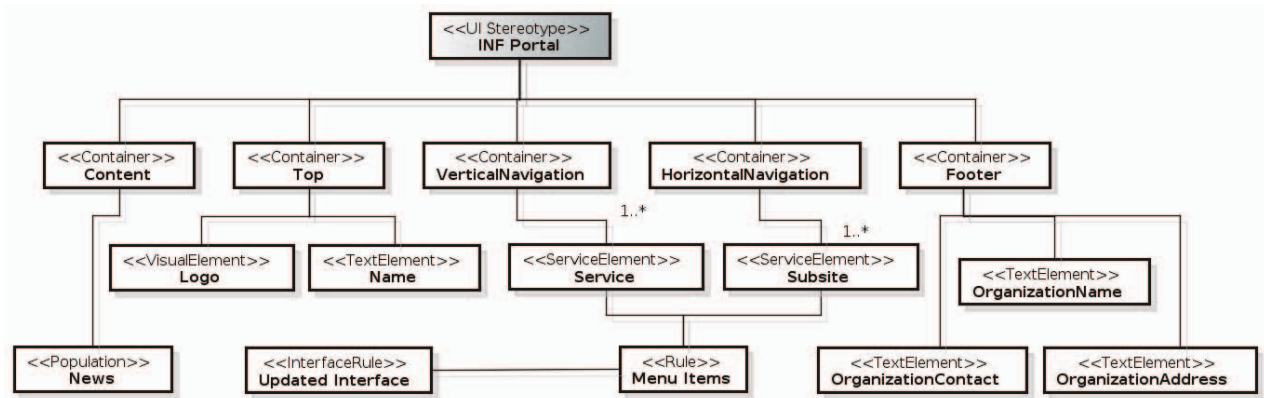 <<UI Stereotype>>
INF Portal
<<Container>>
Content
<<Container>>
Top
<<Container>>
VerticalNavigation
<<Container>>
HorizontalNavigation
<<Container>>
Footer
1..*
1..*
<<VisualElement>>
Logo
<<TextElement>>
Name
<<ServiceElement>>
Service
<<ServiceElement>>
Subsite
<<TextElement>>
OrganizationName
<<Population>>
News
<<InterfaceRule>>
Updated Interface
<<Rule>>
Menu Items
<<TextElement>>
OrganizationContact
<<TextElement>>
OrganizationAddress